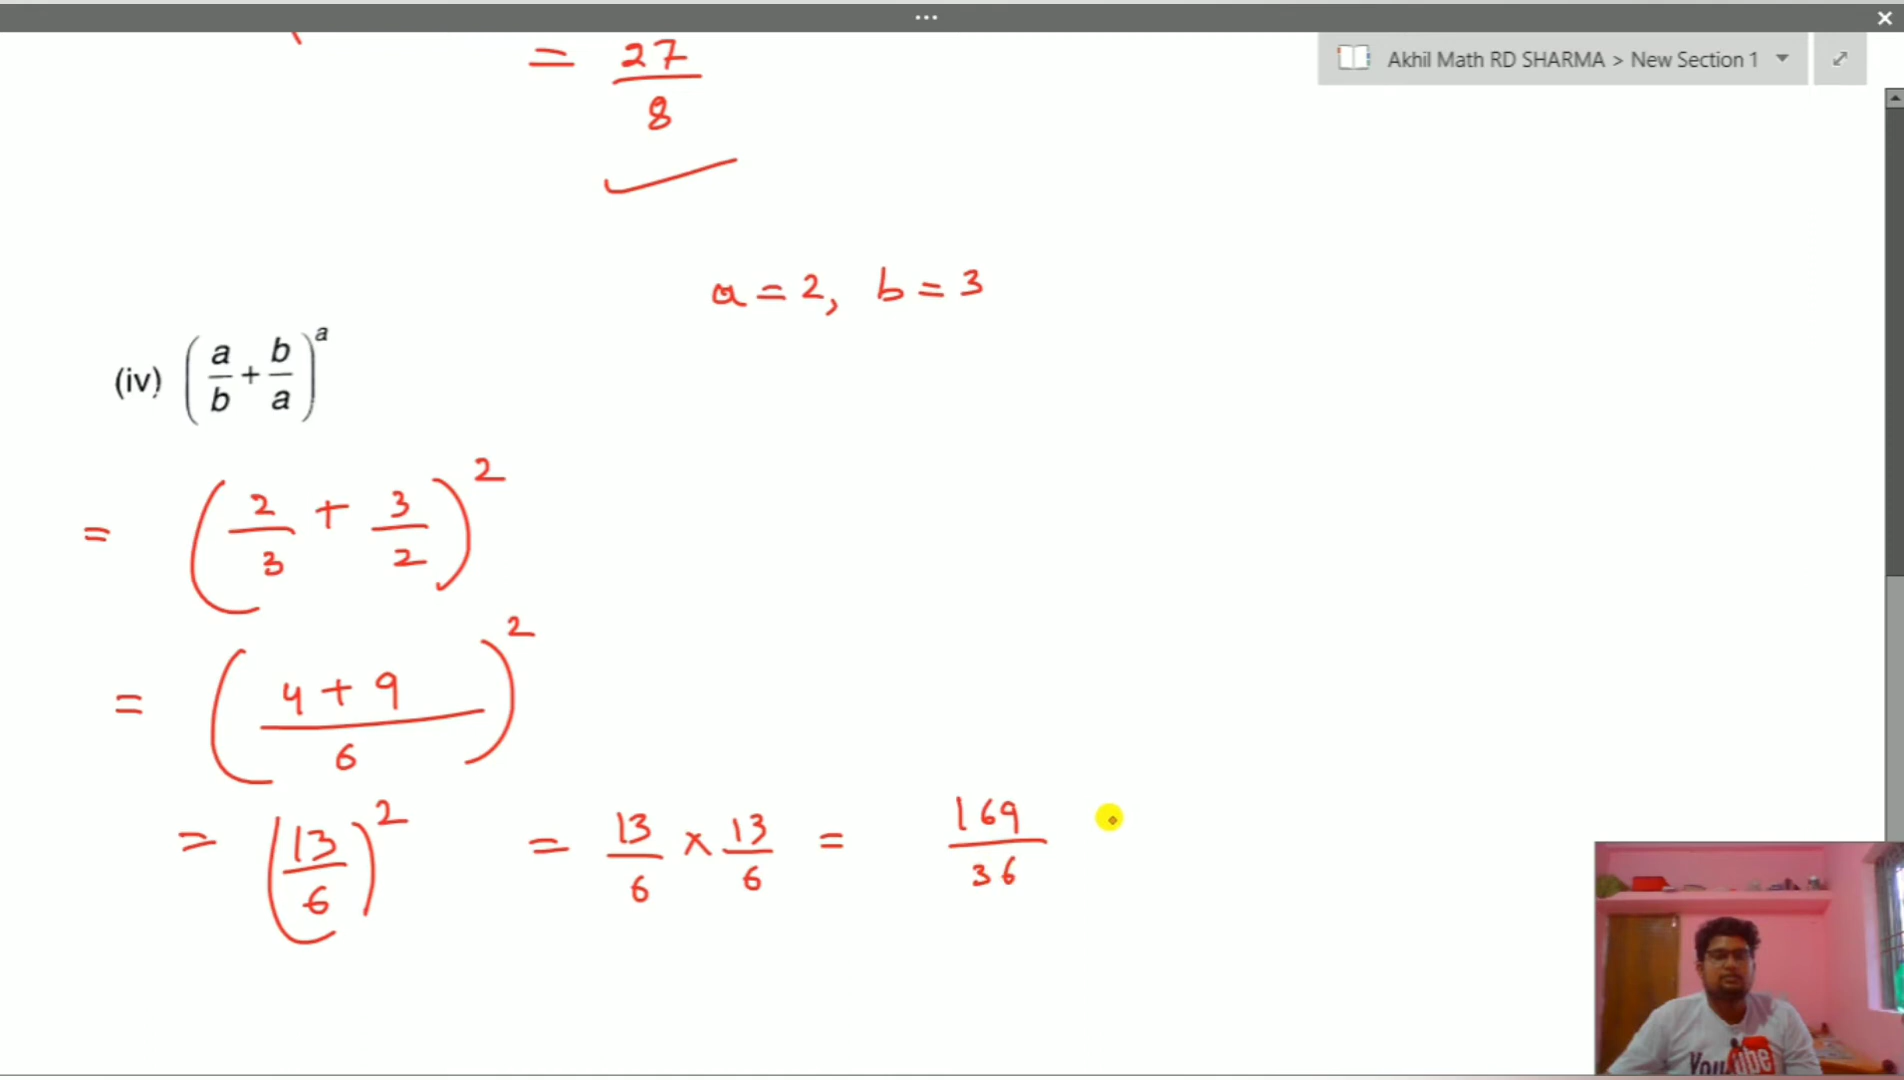 ...
×
= 27/8
Akhil Math RD SHARMA > New Section 1
a = 2, b = 3
(iv) (a/b + b/a)^a
= (2/3 + 3/2)^2
= ((4 + 9)/6)^2
= (13/6)^2 = 13/6 × 13/6 = 169/36
YouTube